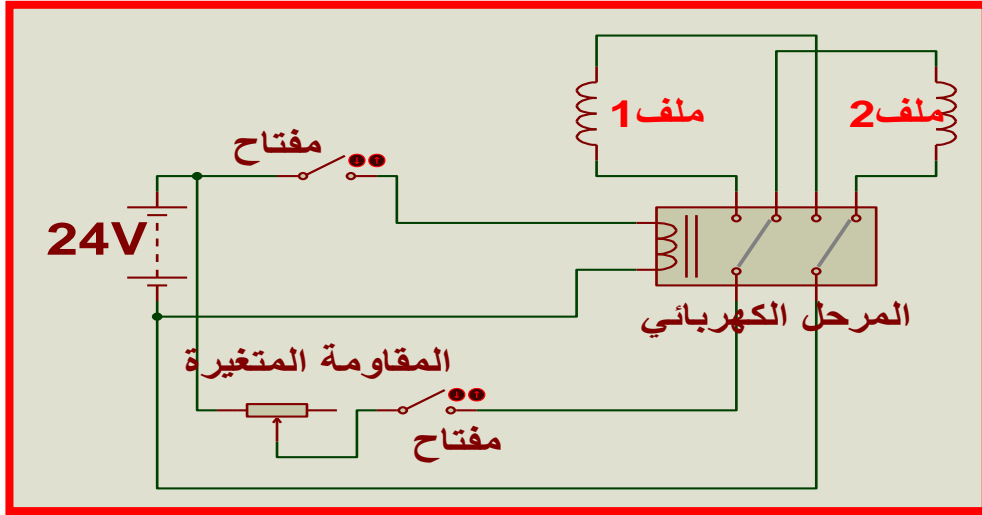 ملف1
ملف2
مفتاح
24V
المرحل الكهربائي
المقاومة المتغيرة
مفتاح